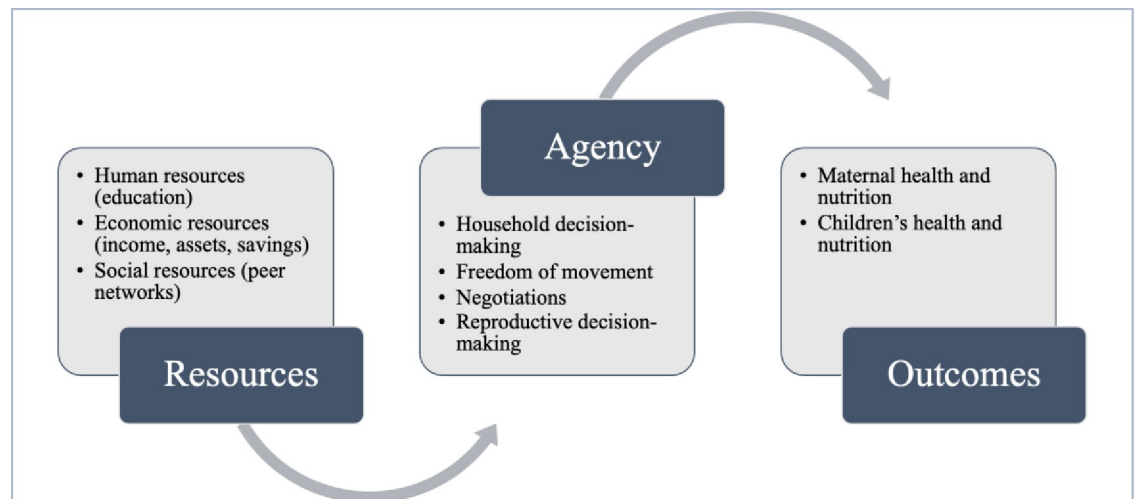 • Human resources
(education)
• Economic resources
(income, assets, savings)
• Social resources (peer
networks)
Resources
Agency
• Household decision-
making
• Freedom of movement
• Negotiations
• Reproductive decision-
making
• Maternal health and
nutrition
• Children’s health and
nutrition
Outcomes